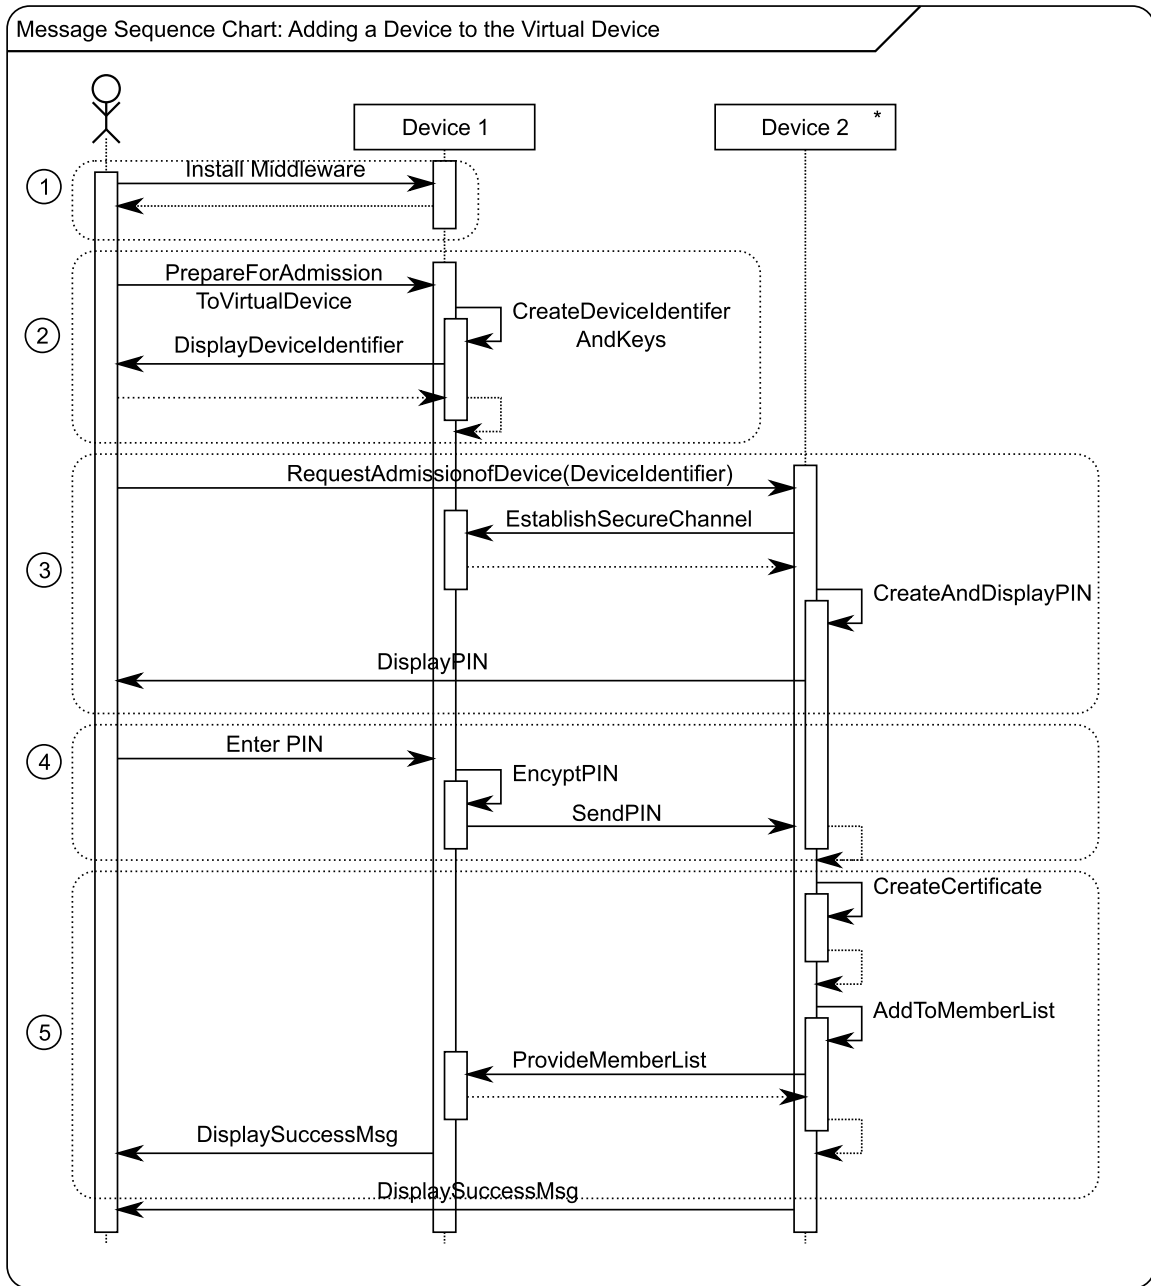 Message Sequence Chart: Adding a Device to the Virtual Device
Device 1
Device 2 *
1
Install Middleware
2
PrepareForAdmission
ToVirtualDevice
CreateDeviceIdentifer
AndKeys
DisplayDeviceIdentifier
3
RequestAdmissionofDevice(DeviceIdentifier)
EstablishSecureChannel
CreateAndDisplayPIN
DisplayPIN
4
Enter PIN
EncyptPIN
SendPIN
5
CreateCertificate
AddToMemberList
ProvideMemberList
DisplaySuccessMsg
DisplaySuccessMsg